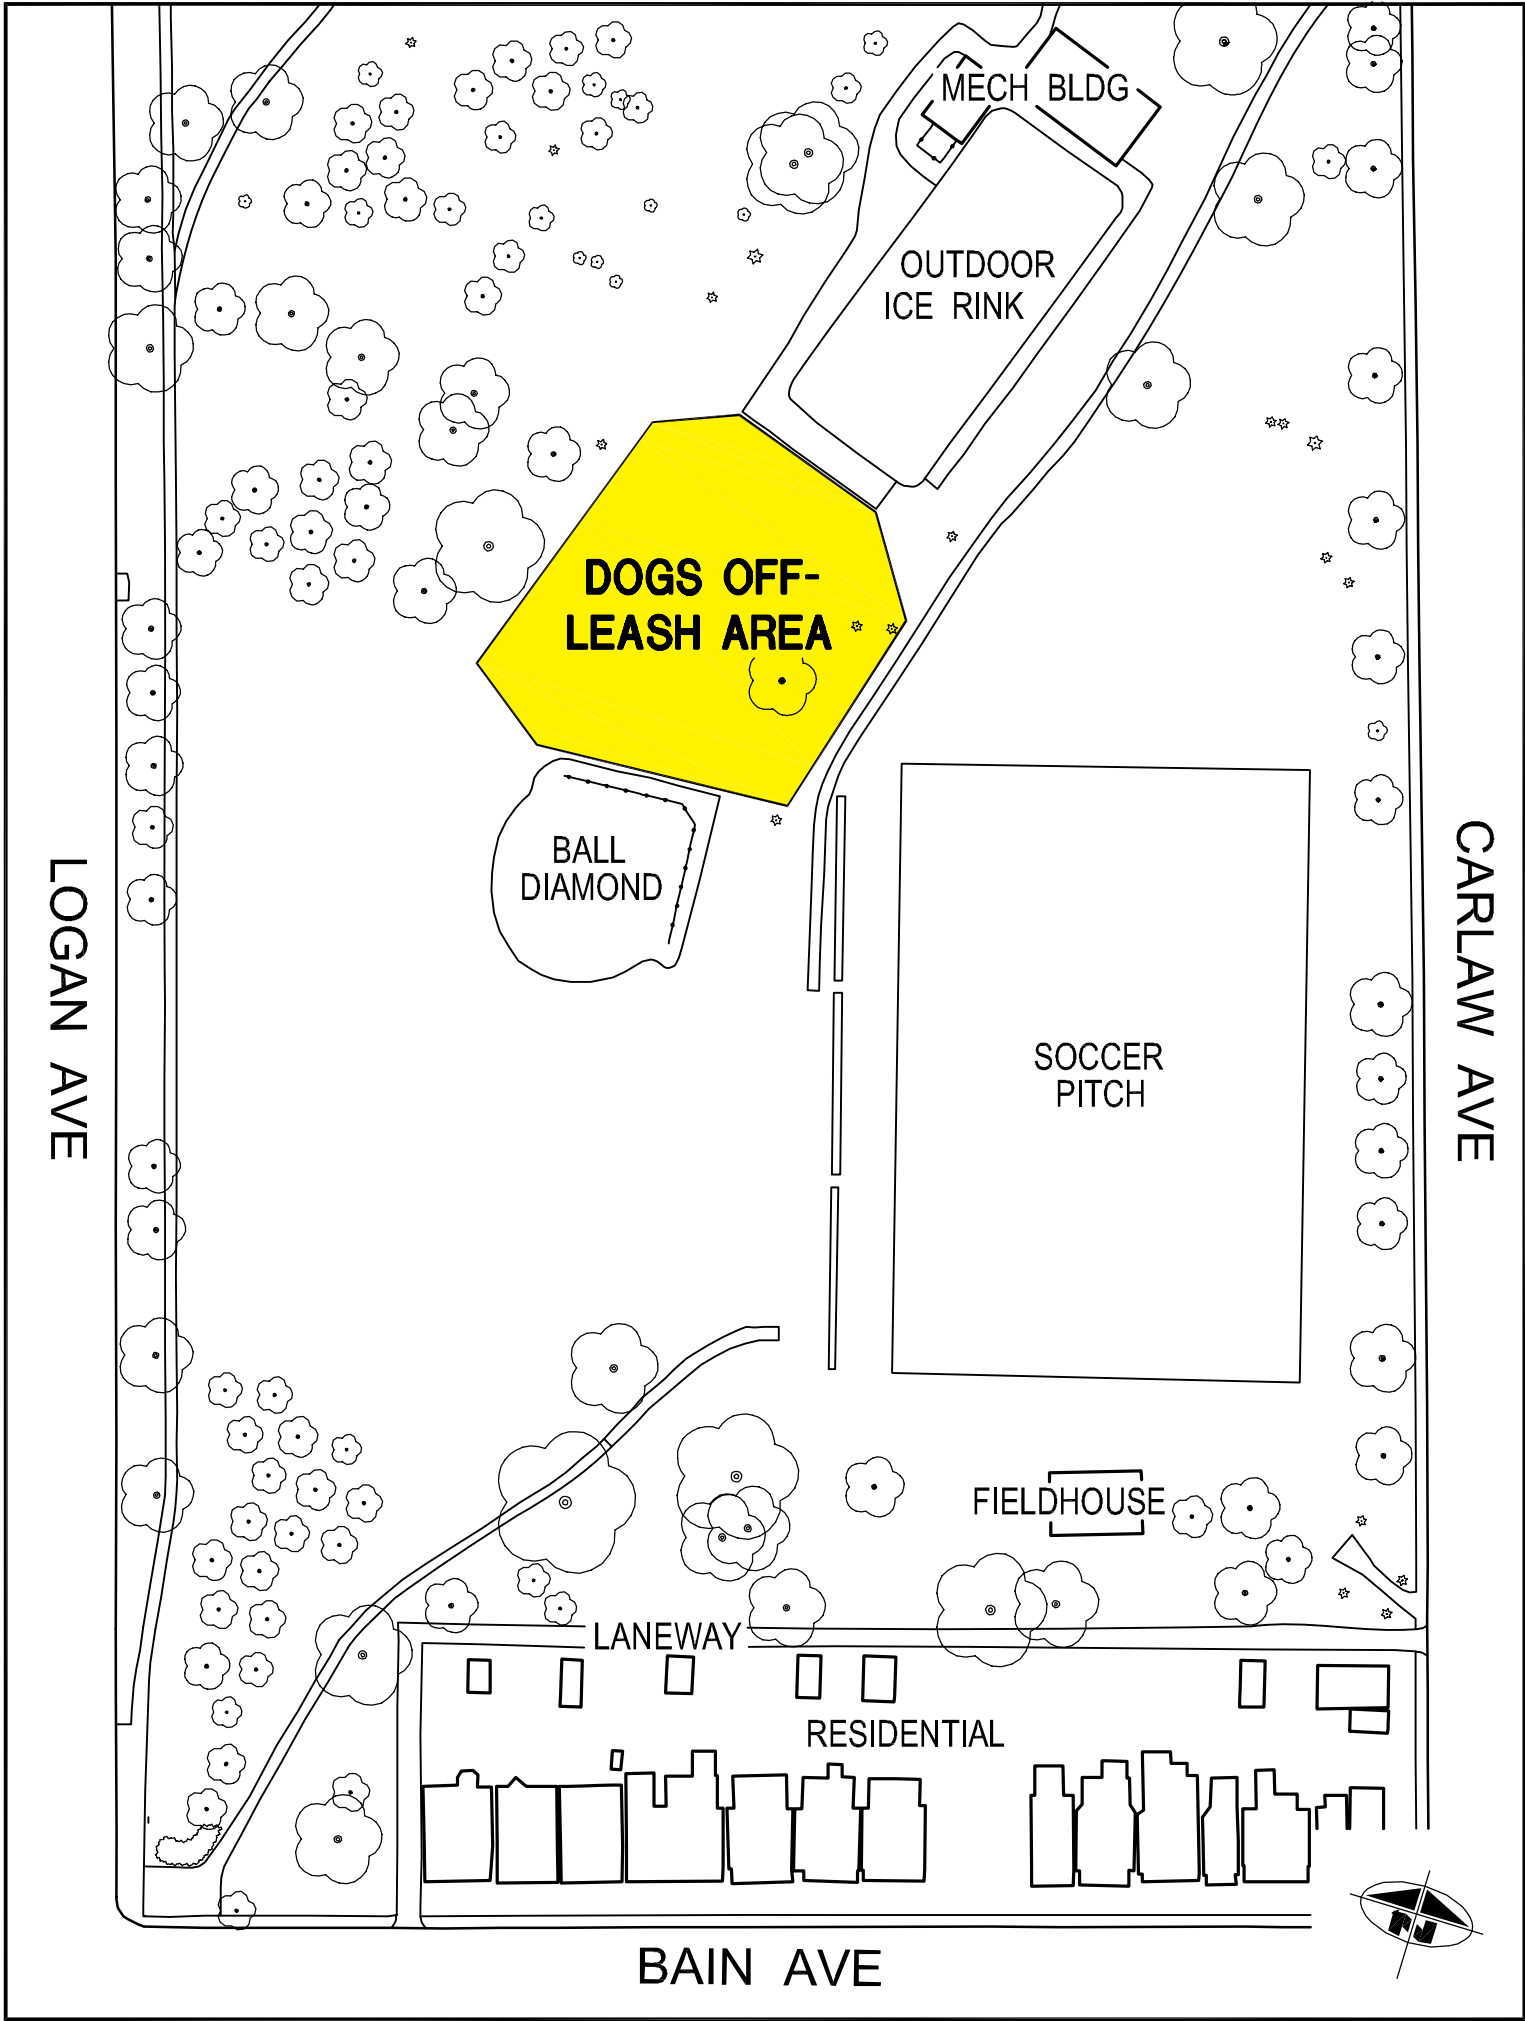 MECH BLDG
OUTDOOR
ICE RINK
DOGS OFF-
LEASH AREA
BALL
DIAMOND
LOGAN AVE
CARLAW AVE
SOCCER
PITCH
FIELDHOUSE
LANEWAY
RESIDENTIAL
BAIN AVE
N